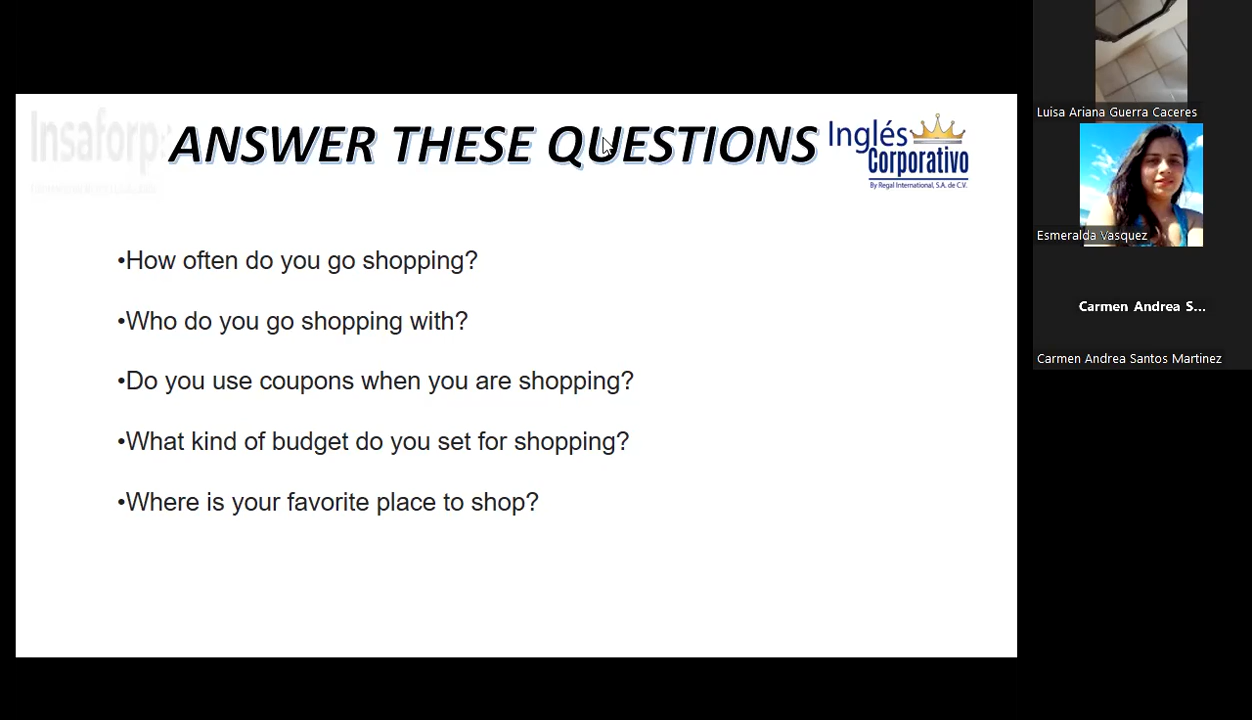 Insaforp
ANSWER THESE QUESTIONS
Inglés
Corporativo
By Regal International, S.A. de C.V.
•How often do you go shopping?
•Who do you go shopping with?
•Do you use coupons when you are shopping?
•What kind of budget do you set for shopping?
•Where is your favorite place to shop?
Luisa Ariana Guerra Caceres
Esmeralda Vasquez
Carmen Andrea S...
Carmen Andrea Santos Martinez